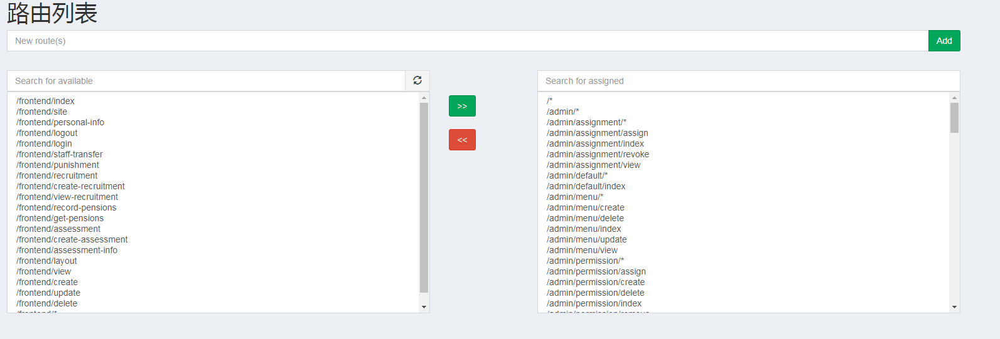 路由列表
New route(s)
Add
Search for available
/frontend/index
/frontend/site
/frontend/personal-info
/frontend/logout
/frontend/login
/frontend/staff-transfer
/frontend/punishment
/frontend/recruitment
/frontend/create-recruitment
/frontend/view-recruitment
/frontend/record-pensions
/frontend/get-pensions
/frontend/assessment
/frontend/create-assessment
/frontend/assessment-info
/frontend/layout
/frontend/view
/frontend/create
/frontend/update
/frontend/delete
/frontend/*
>>
<<
Search for assigned
/*
/admin/*
/admin/assignment/*
/admin/assignment/assign
/admin/assignment/index
/admin/assignment/revoke
/admin/assignment/view
/admin/default/*
/admin/default/index
/admin/menu/*
/admin/menu/create
/admin/menu/delete
/admin/menu/index
/admin/menu/update
/admin/menu/view
/admin/permission/*
/admin/permission/assign
/admin/permission/create
/admin/permission/delete
/admin/permission/index
/admin/permission/remove